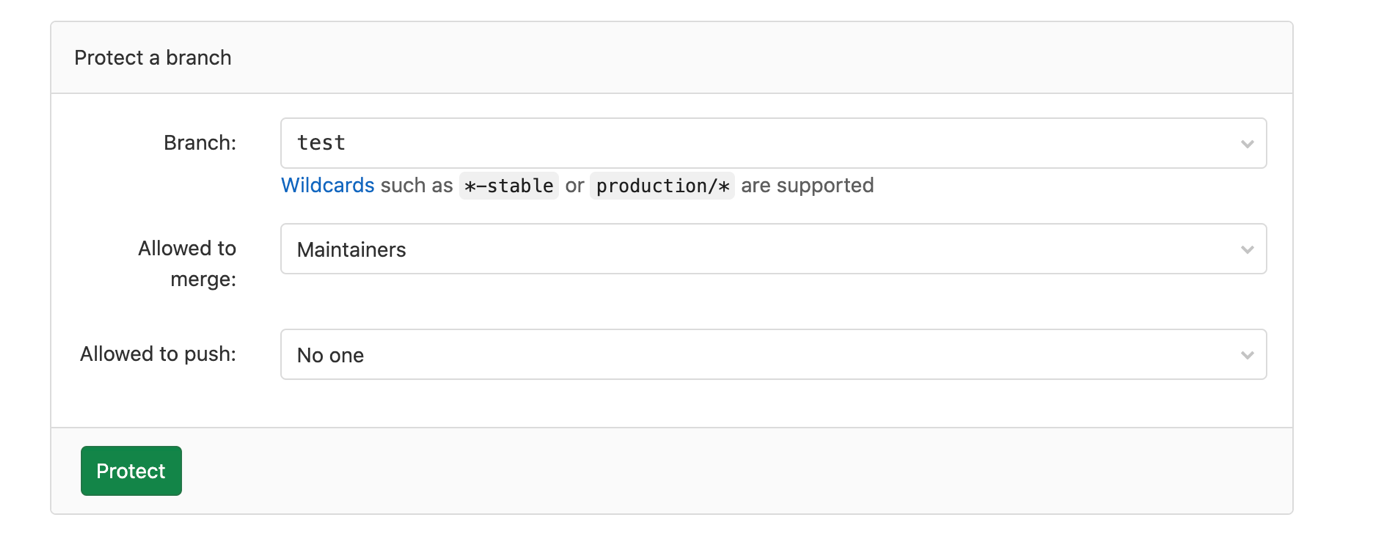 Protect a branch
Branch:
test
Wildcards such as *-stable or production/* are supported
Allowed to
merge:
Maintainers
Allowed to push:
No one
Protect